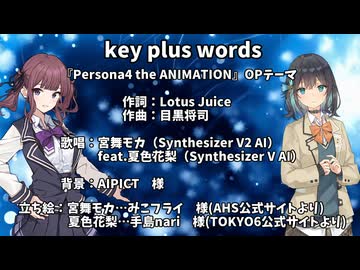 key plus words
『Persona4 the ANIMATION』 OPテーマ
作詞：Lotus Juice
作曲：目黒将司
歌唱：宮舞モカ（Synthesizer V2 AI）
feat.夏色花梨（Synthesizer V AI）
背景：AIPICT　様
立ち絵：宮舞モカ…みこフライ　様(AHS公式サイトより)
夏色花梨…手島nari　様(TOKYO6公式サイトより)